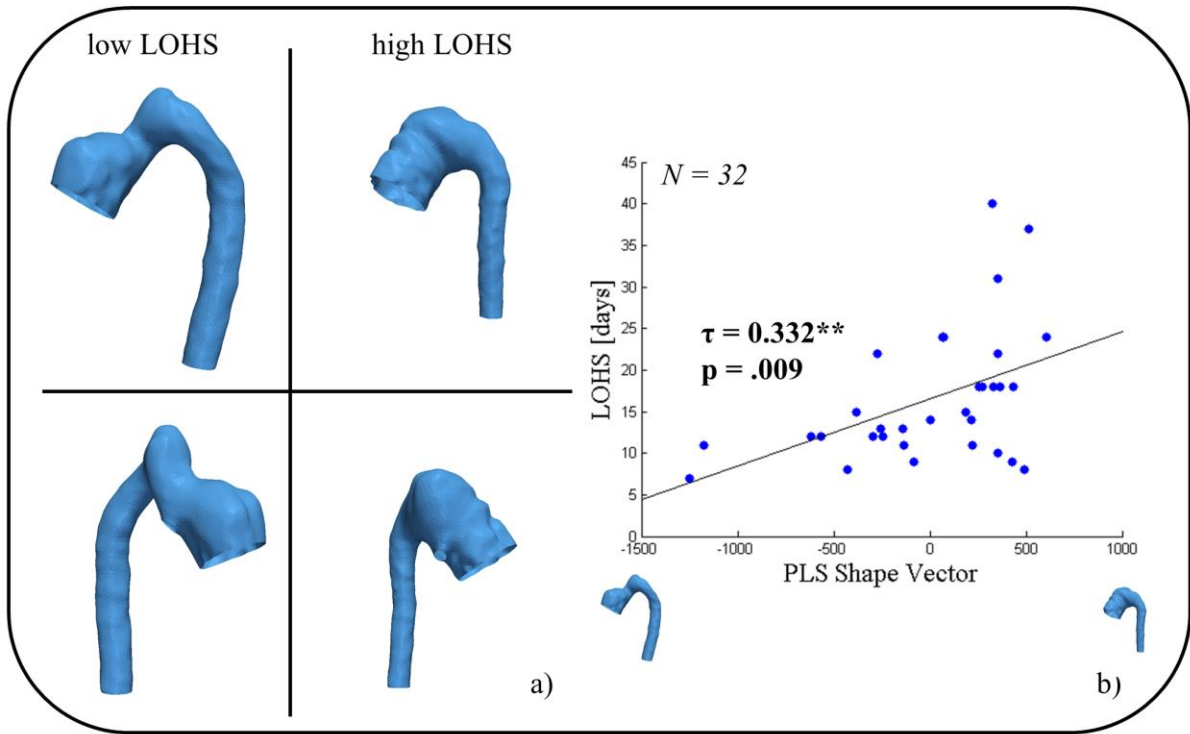 low LOHS
high LOHS
a)
N = 32
τ = 0.332**
p = .009
LOHS [days]
45
40
35
30
25
20
15
10
5
0
-1500
-1000
-500
0
500
1000
PLS Shape Vector
b)